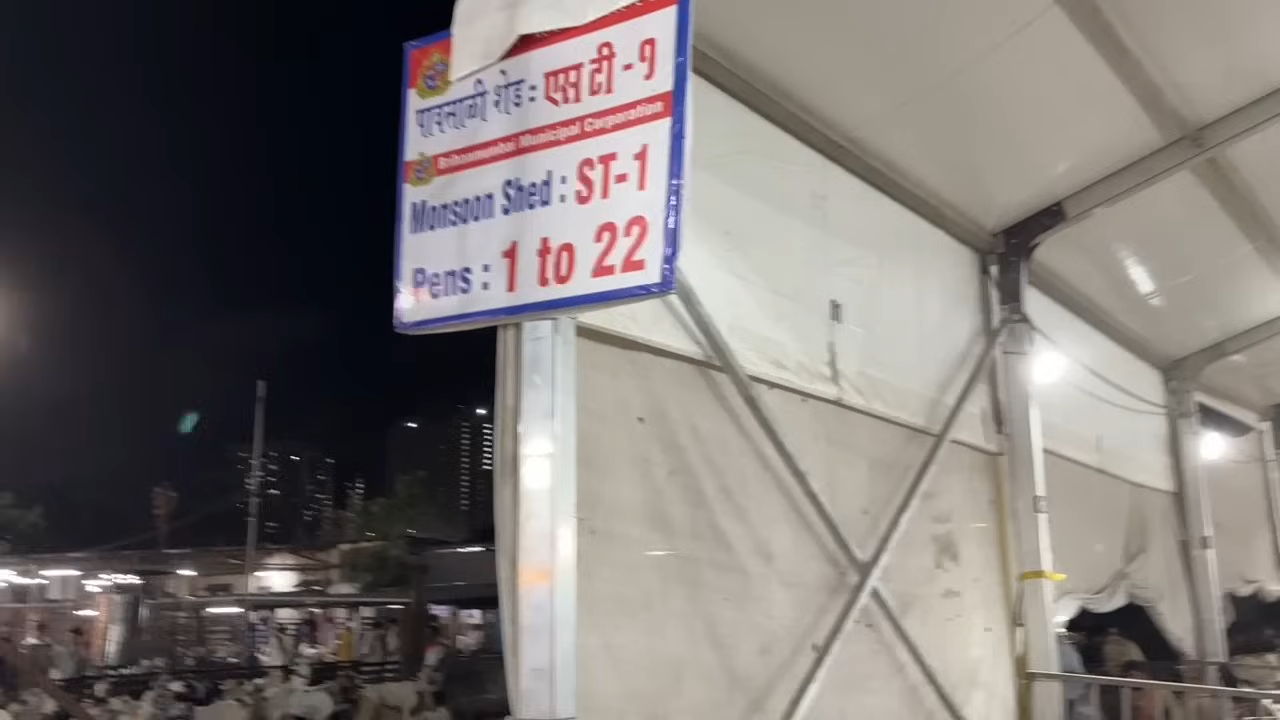 पावसाळी शेड : एस टी - १
Brihanmumbai Municipal Corporation
Monsoon Shed : ST-1
Pens : 1 to 22